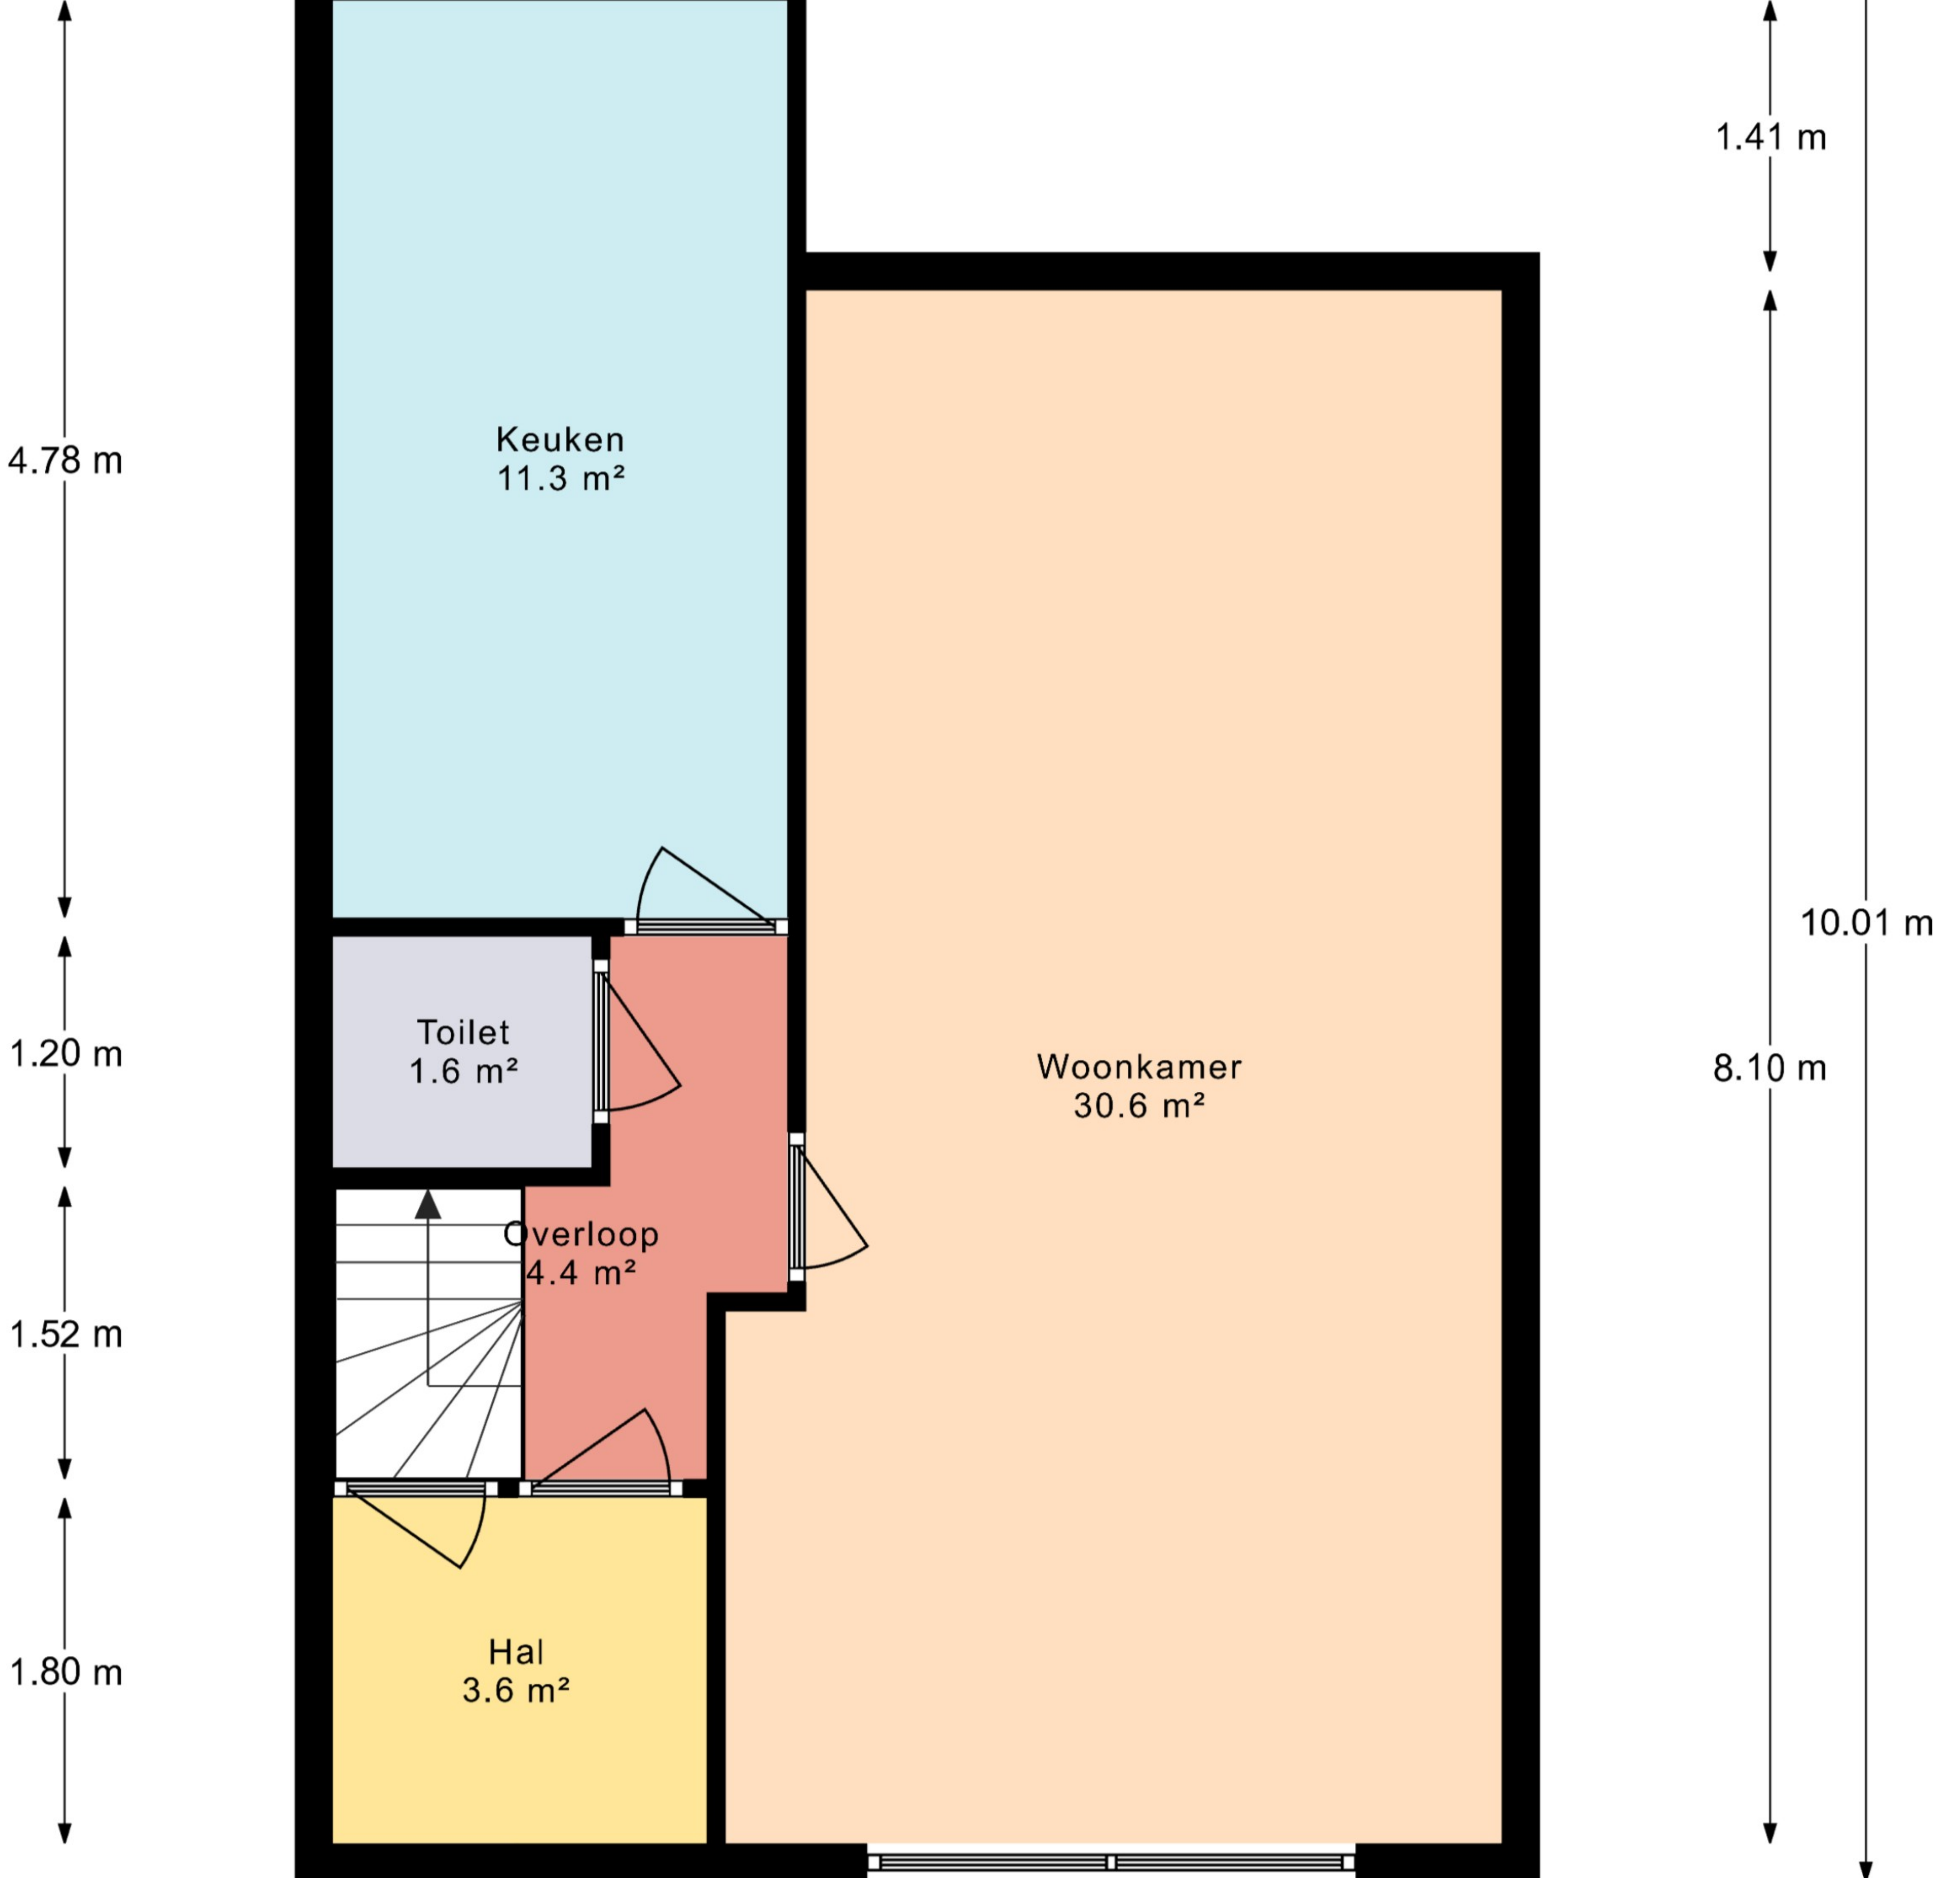 1.41 m
Keuken
11.3 m²
4.78 m
10.01 m
Toilet
1.6 m²
1.20 m
Woonkamer
30.6 m²
8.10 m
Overloop
4.4 m²
1.52 m
Hal
3.6 m²
1.80 m